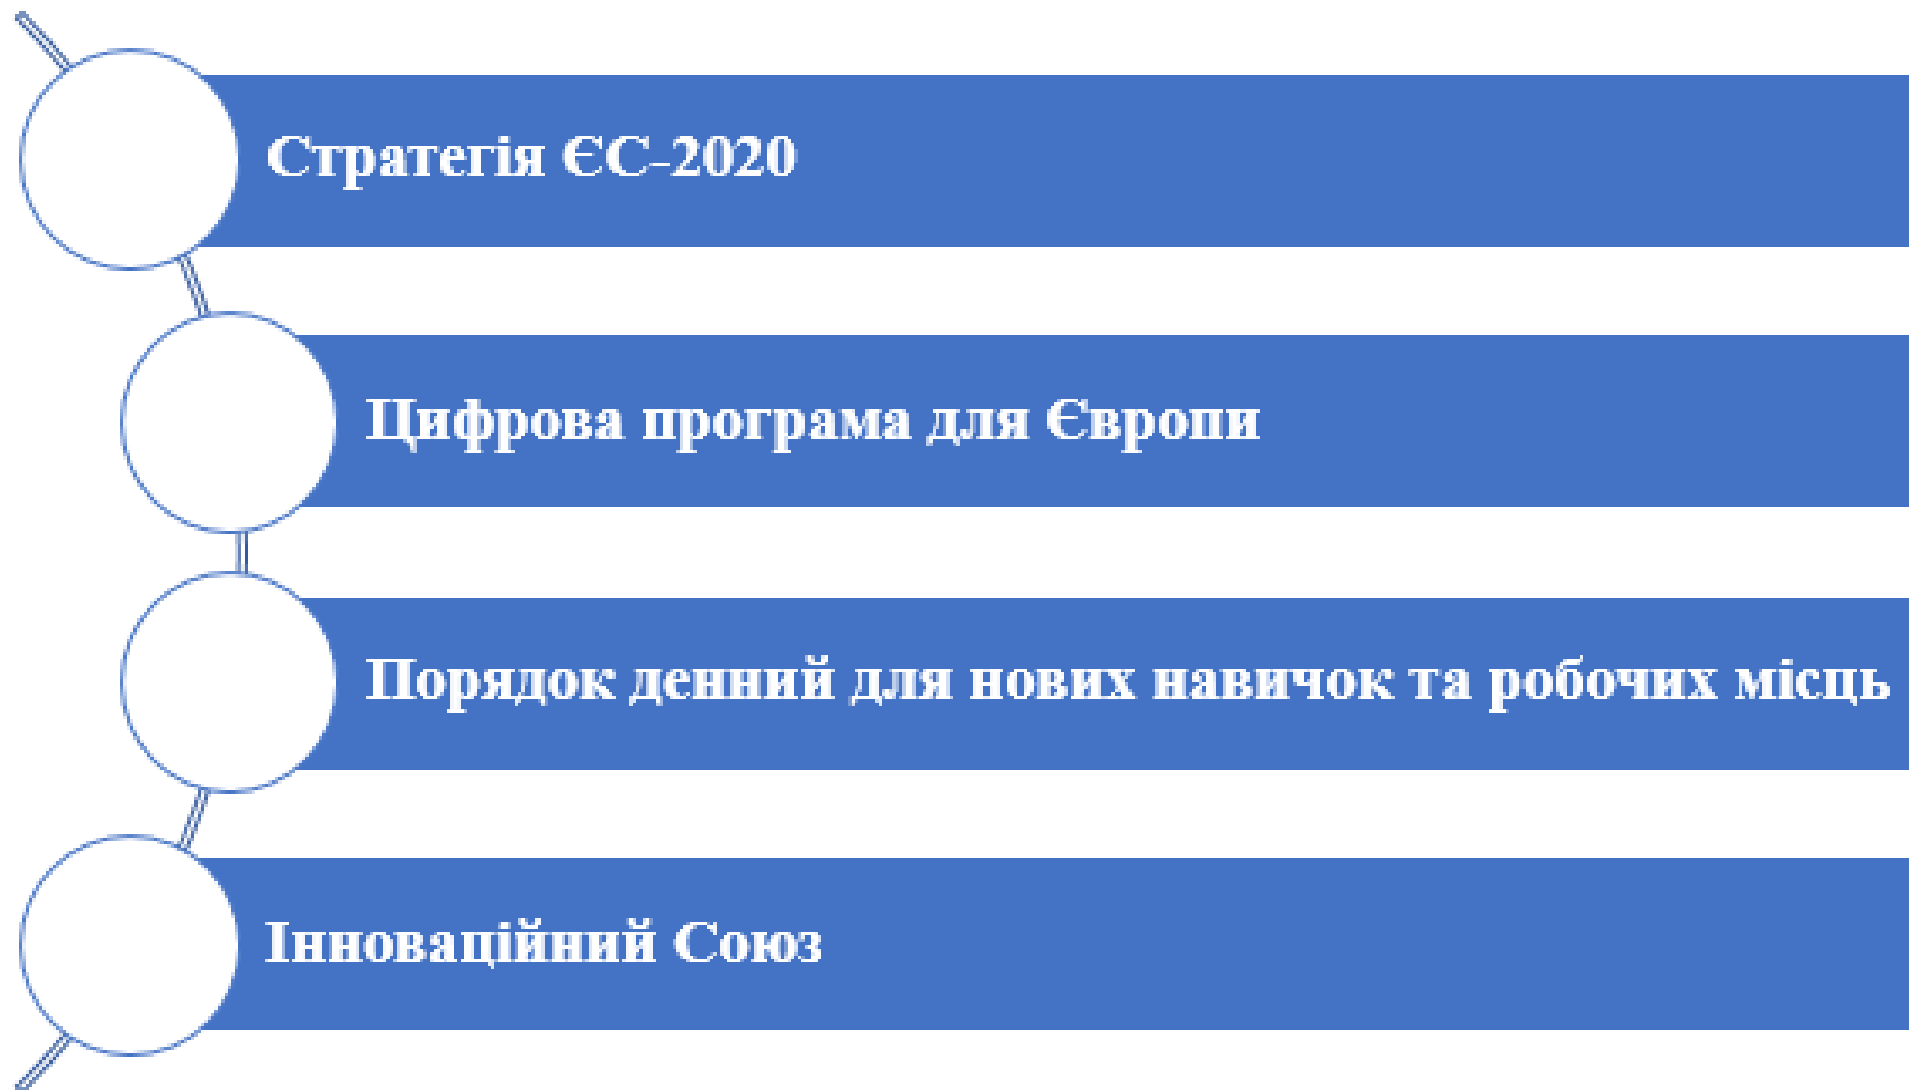 Стратегія ЄС-2020
Цифрова програма для Європи
Порядок денний для нових навичок та робочих місць
Інноваційний Союз